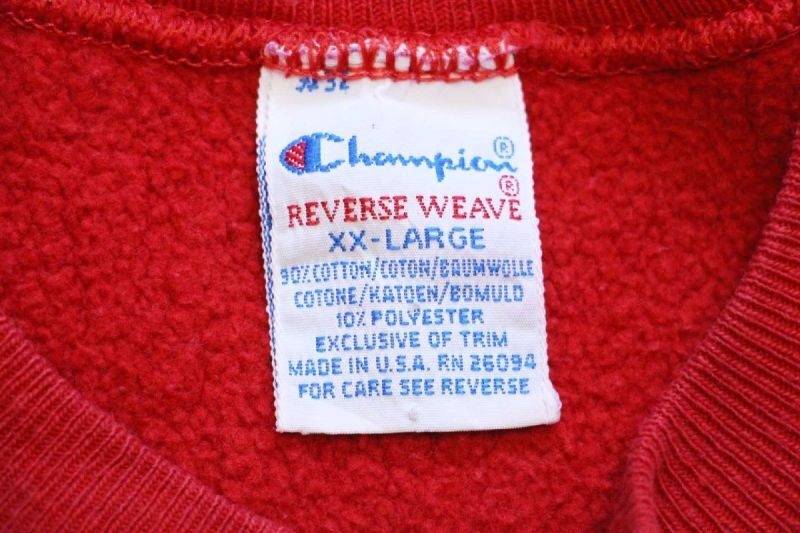 Champion®
REVERSE WEAVE®
XX-LARGE
90% COTTON/COTON/BAUMWOLLE
COTONE/KATOEN/BOMULD
10% POLYESTER
EXCLUSIVE OF TRIM
MADE IN U.S.A. RN 26094
FOR CARE SEE REVERSE